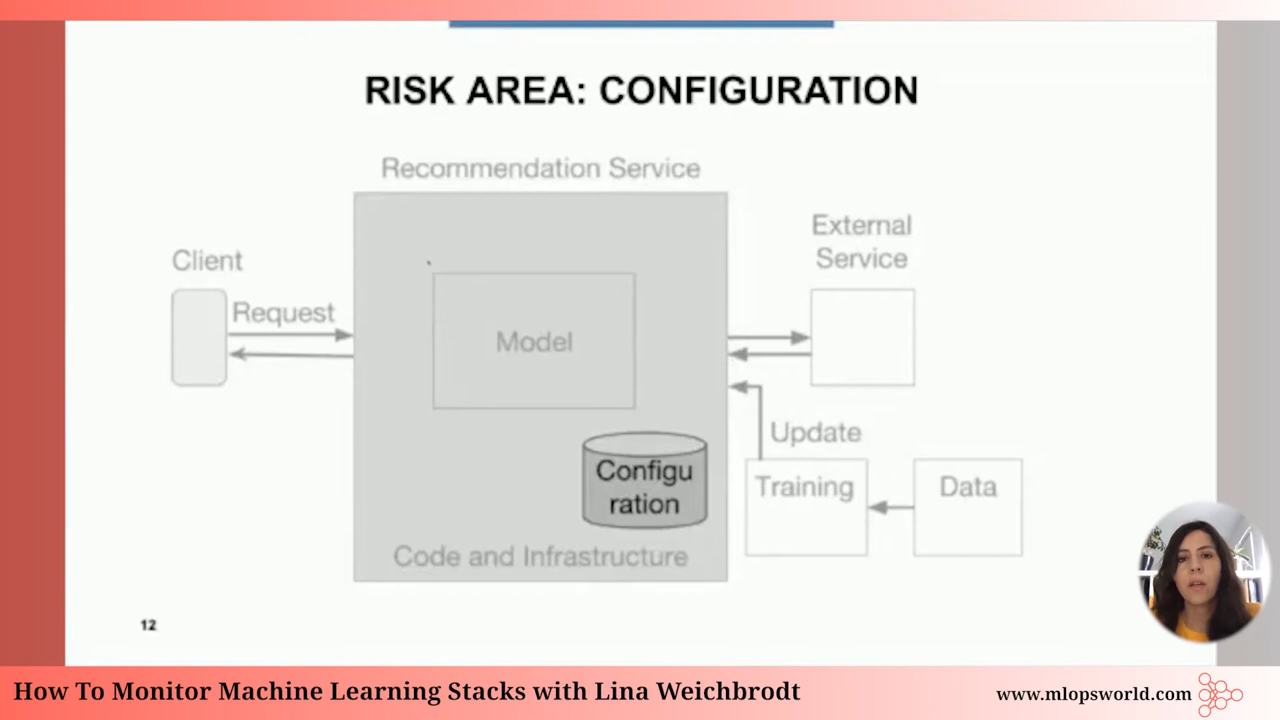 RISK AREA: CONFIGURATION
Recommendation Service
Client
Request
Model
External
Service
Configu
ration
Update
Training
Data
Code and Infrastructure
12
How To Monitor Machine Learning Stacks with Lina Weichbrodt
www.mlopsworld.com